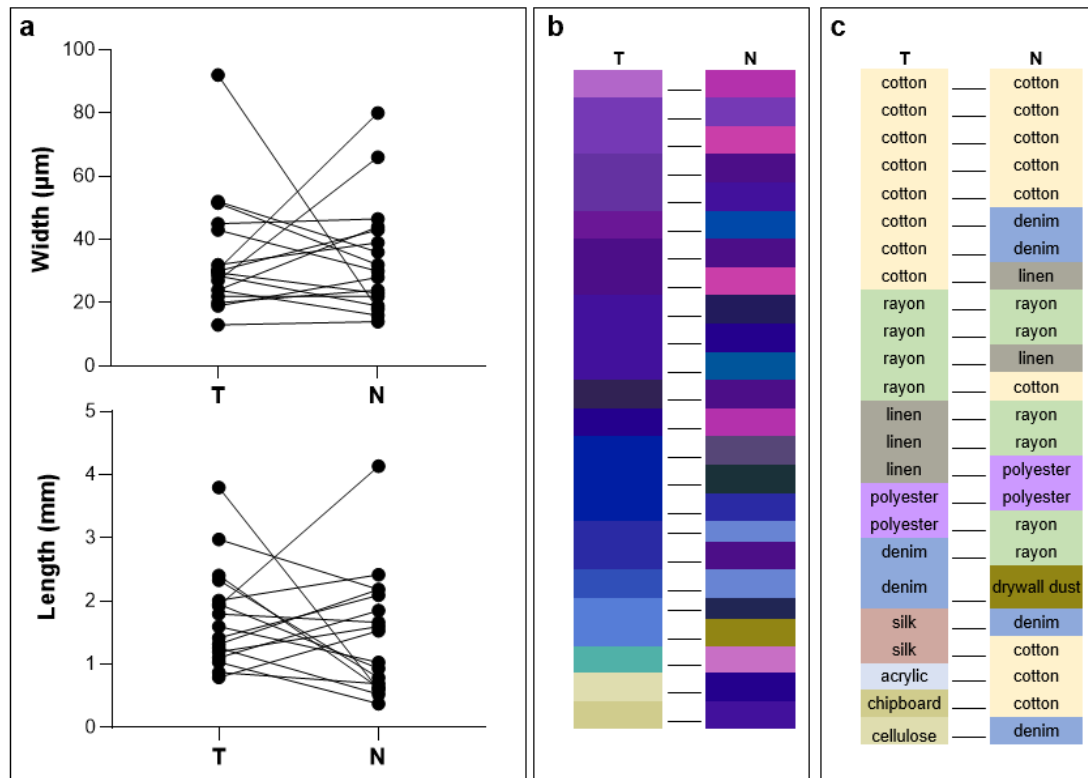 a
Width (µm)
100
80
60
40
20
0
T N
Length (mm)
5
4
3
2
1
0
T N
b
T N
c
T N
cotton cotton
cotton cotton
cotton cotton
cotton cotton
cotton cotton
cotton denim
cotton denim
cotton linen
rayon rayon
rayon rayon
rayon linen
rayon cotton
linen rayon
linen rayon
linen polyester
polyester polyester
polyester rayon
denim rayon
denim drywall dust
silk denim
silk cotton
acrylic cotton
chipboard cotton
cellulose denim